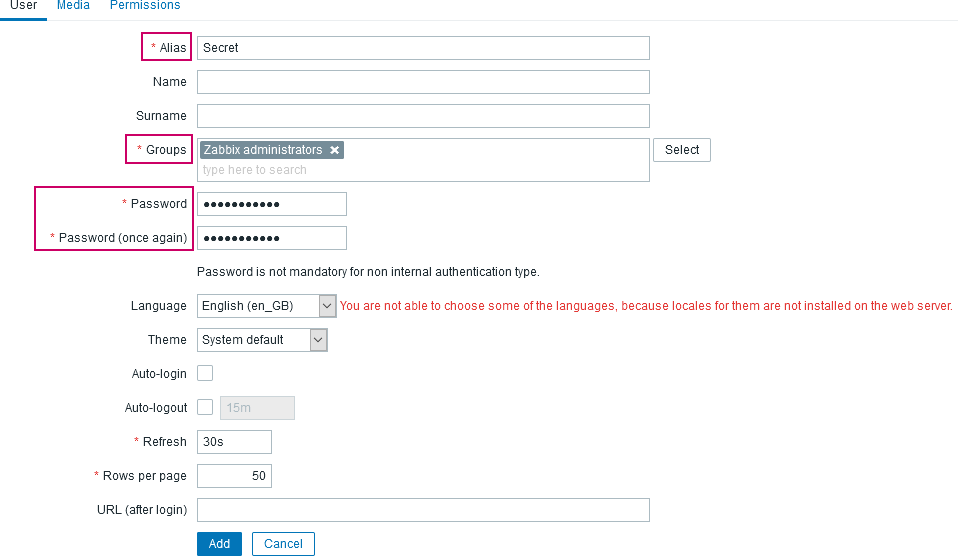 User Media Permissions
* Alias Secret
Name
Surname
* Groups Zabbix administrators ✖ Select
type here to search
* Password •••••••••••
* Password (once again) •••••••••••
Password is not mandatory for non internal authentication type.
Language English (en_GB) You are not able to choose some of the languages, because locales for them are not installed on the web server.
Theme System default
Auto-login
Auto-logout 15m
* Refresh 30s
* Rows per page 50
URL (after login)
Add Cancel